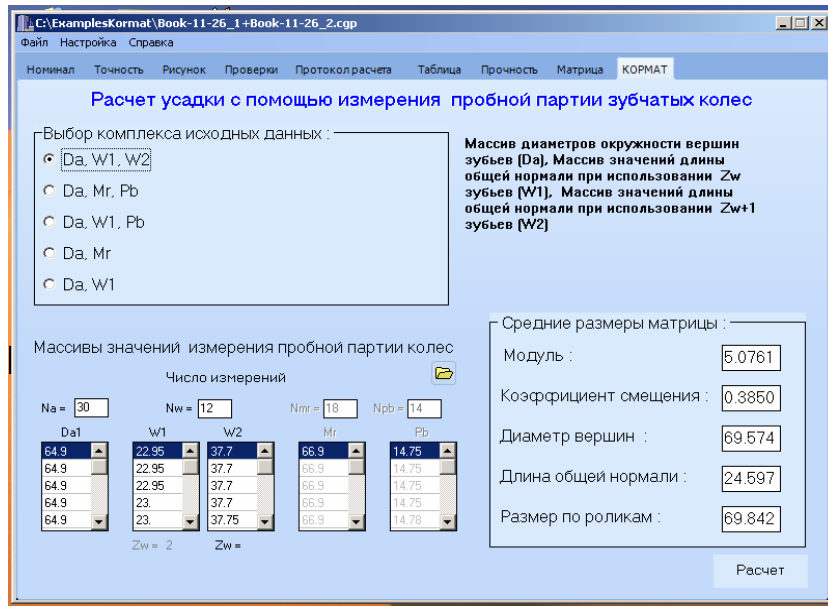 C:\ExamplesKormat\Book-11-26_1+Book-11-26_2.cgp
Файл Настройка Справка
Номинал Точность Рисунок Проверки Протокол расчета Таблица Прочность Матрица КОРМАТ
Расчет усадки с помощью измерения пробной партии зубчатых колес
Выбор комплекса исходных данных :
Da, W1, W2
Da, Mr, Pb
Da, W1, Pb
Da, Mr
Da, W1
Массив диаметров окружности вершин
зубьев (Da), Массив значений длины
общей нормали при использовании Zw
зубьев (W1), Массив значений длины
общей нормали при использовании Zw+1
зубьев (W2)
Массивы значений измерения пробной партии колес
Число измерений
Na = 30 Nw = 12 Nmr = 18 Npb = 14
Da1 W1 W2 Mr Pb
64.9 22.95 37.7 66.9 14.75
64.9 22.95 37.7 66.9 14.75
64.9 22.95 37.7 66.9 14.75
64.9 23. 37.7 66.9 14.75
64.9 23. 37.75 66.9 14.78
Zw = 2 Zw =
Средние размеры матрицы :
Модуль : 5.0761
Коэффициент смещения : 0.3850
Диаметр вершин : 69.574
Длина общей нормали : 24.597
Размер по роликам : 69.842
Расчет